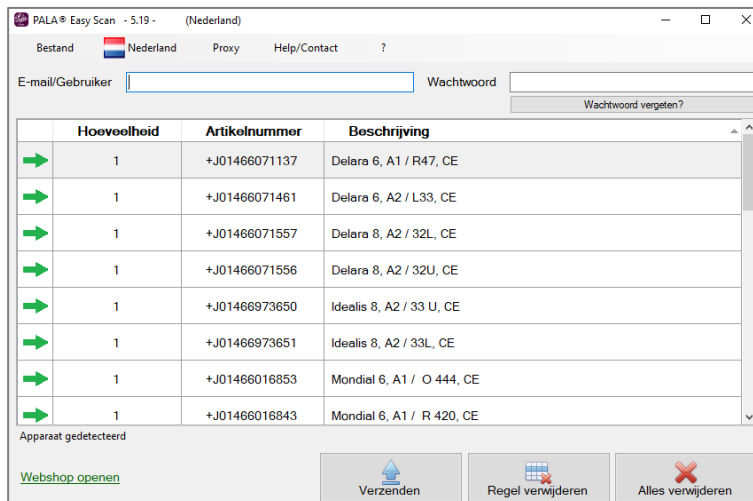 PALA® Easy Scan - 5.19 - (Nederland)
Bestand Nederland Proxy Help/Contact ?
E-mail/Gebruiker Wachtwoord
Wachtwoord vergeten?
Hoeveelheid Artikelnummer Beschrijving
1 +J01466071137 Delara 6, A1 / R47, CE
1 +J01466071461 Delara 6, A2 / L33, CE
1 +J01466071557 Delara 8, A2 / 32L, CE
1 +J01466071556 Delara 8, A2 / 32U, CE
1 +J01466973650 Idealis 8, A2 / 33 U, CE
1 +J01466973651 Idealis 8, A2 / 33L, CE
1 +J01466016853 Mondial 6, A1 / O 444, CE
1 +J01466016843 Mondial 6, A1 / R 420, CE
Apparaat gedetecteerd
Webshop openen
Verzenden Regel verwijderen Alles verwijderen